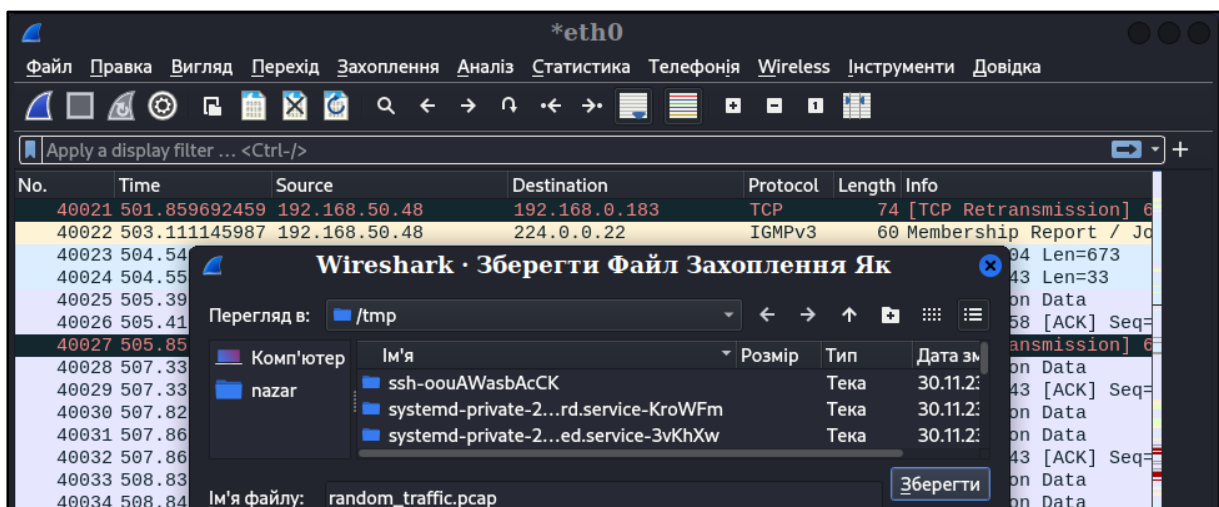 *eth0
Файл Правка Вигляд Перехід Захоплення Аналіз Статистика Телефонія Wireless Інструменти Довідка
Apply a display filter … <Ctrl-/>
No. Time Source Destination Protocol Length Info
40021 501.859692459 192.168.50.48 192.168.0.183 TCP 74 [TCP Retransmission] 6
40022 503.111145987 192.168.50.48 224.0.0.22 IGMPv3 60 Membership Report / Jo
40023 504.54 04 Len=673
40024 504.55 43 Len=33
40025 505.39 on Data
40026 505.41 58 [ACK] Seq=
40027 505.85 ansmission] 6
40028 507.33 on Data
40029 507.33 43 [ACK] Seq=
40030 507.82 on Data
40031 507.86 on Data
40032 507.86 43 [ACK] Seq=
40033 508.83 on Data
40034 508.84 on Data
Wireshark · Зберегти Файл Захоплення Як
Перегляд в: /tmp
Комп'ютер
nazar
Ім'я Розмір Тип Дата зм
ssh-oouAWasbAcCK Тека 30.11.23
systemd-private-2…rd.service-KroWFm Тека 30.11.23
systemd-private-2…ed.service-3vKhXw Тека 30.11.23
Ім'я файлу: random_traffic.pcap Зберегти